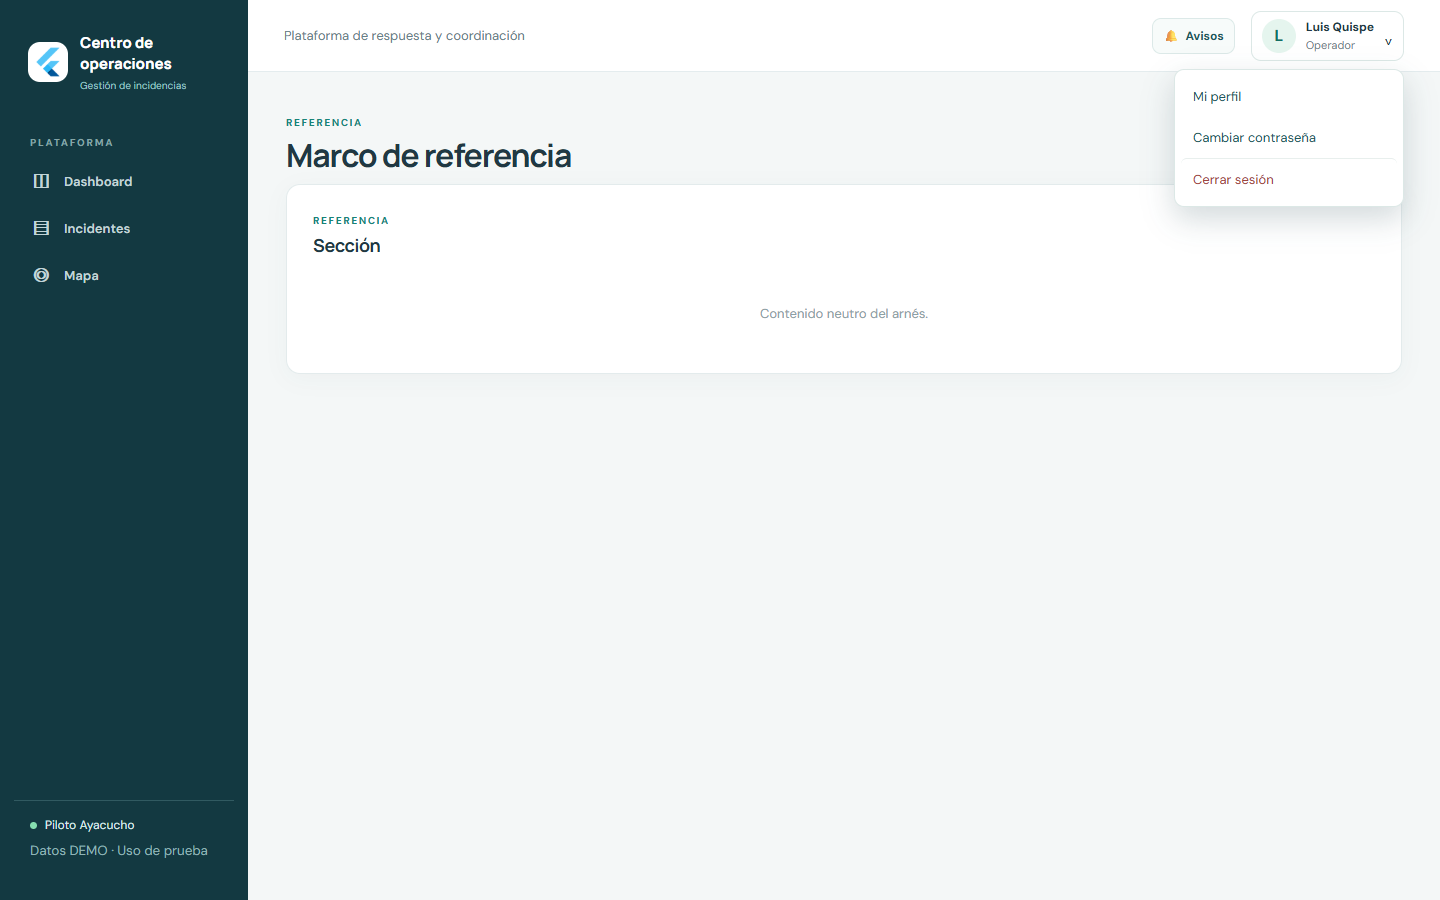 Centro de
operaciones
Gestión de incidencias
PLATAFORMA
Dashboard
Incidentes
Mapa
Piloto Ayacucho
Datos DEMO · Uso de prueba
Plataforma de respuesta y coordinación
Avisos
L
Luis Quispe
Operador
v
Mi perfil
Cambiar contraseña
Cerrar sesión
REFERENCIA
Marco de referencia
REFERENCIA
Sección
Contenido neutro del arnés.